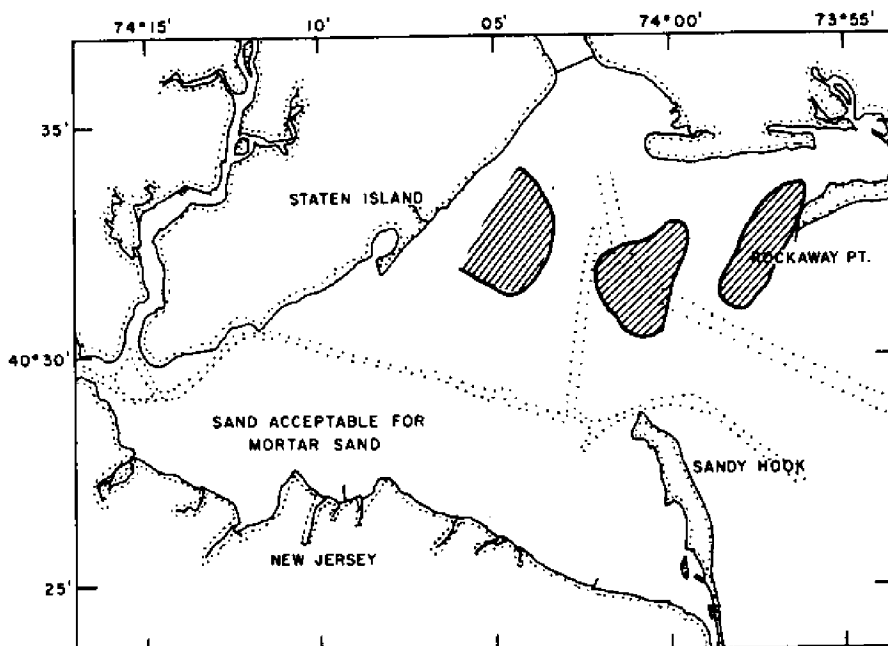 74°15' 10' 05' 74°00' 73°55'
35'
STATEN ISLAND
ROCKAWAY PT.
40°30'
SAND ACCEPTABLE FOR
MORTAR SAND
SANDY HOOK
NEW JERSEY
25'